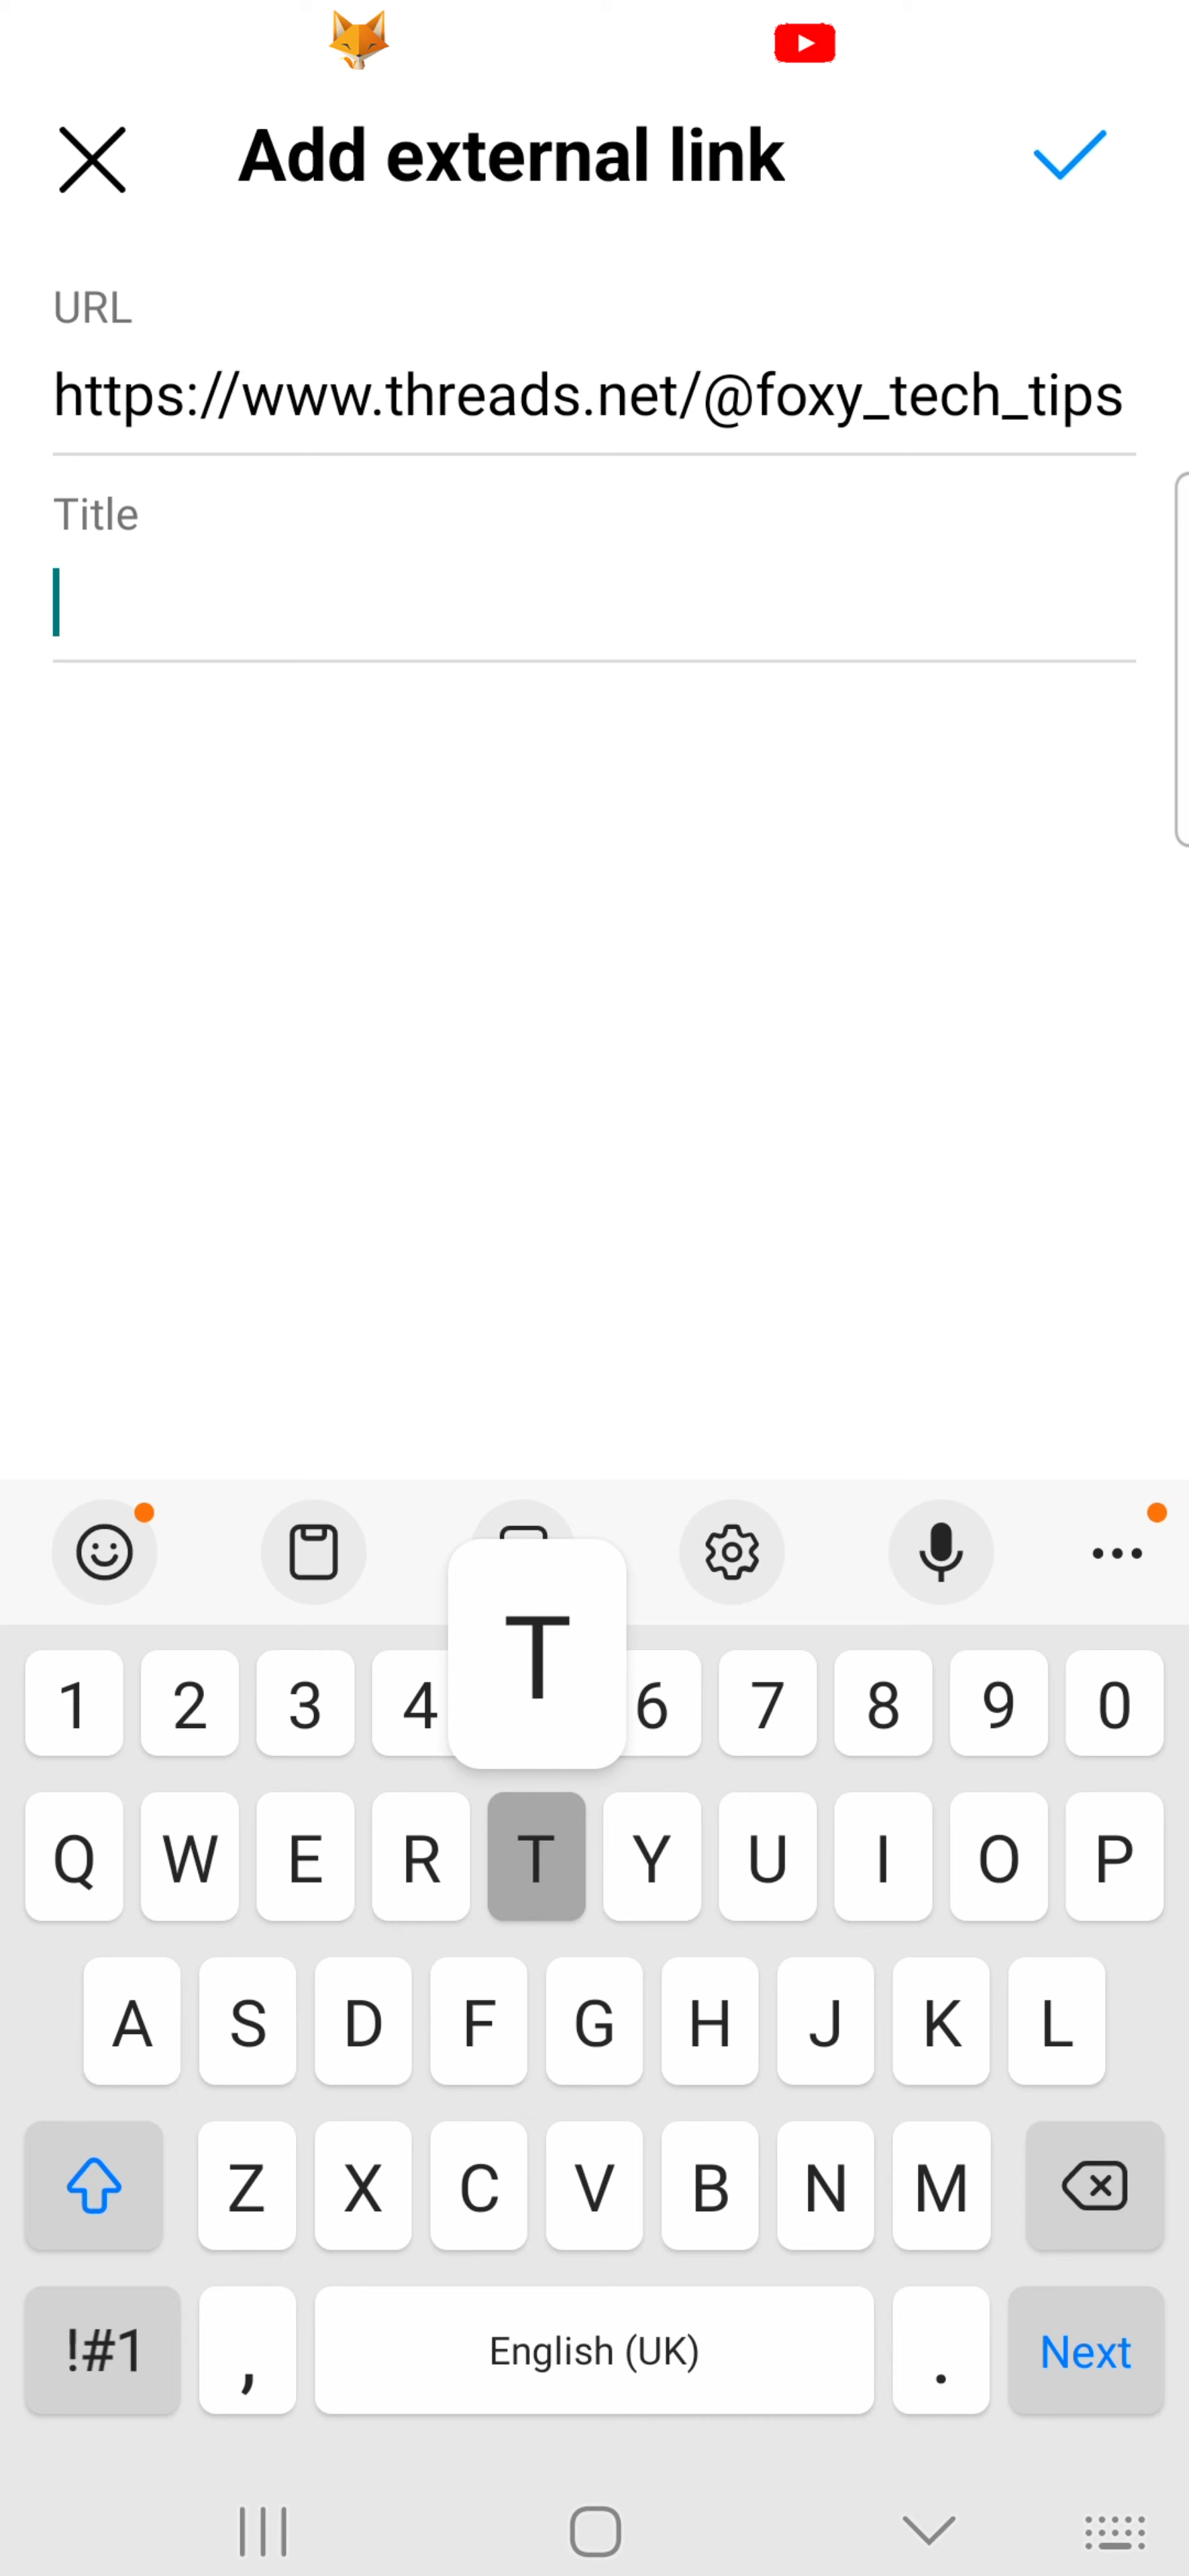 Add external link
URL
https://www.threads.net/@foxy_tech_tips
Title
T
1 2 3 4 6 7 8 9 0
Q W E R T Y U I O P
A S D F G H J K L
Z X C V B N M
!#1 , English (UK) . Next